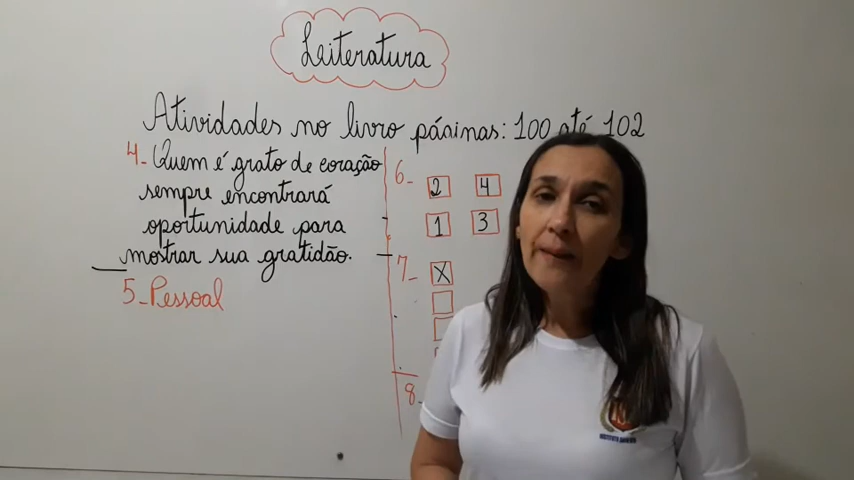 Leiteratura
Atividades no livro páginas: 100 até 102
4- Quem é grato de coração
sempre encontrará
oportunidade para
mostrar sua gratidão.
5- Pessoal
6- 2 4
1 3
7- X
8-